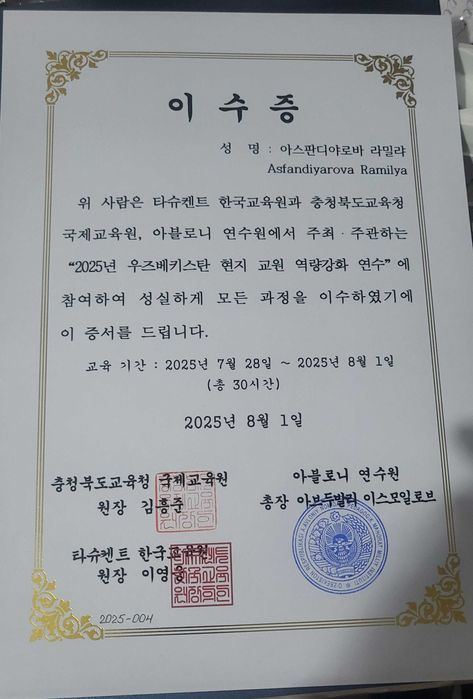 이 수 증
성 명 : 아스판디야로바 라밀랴
Asfandiyarova Ramilya
위 사람은 타슈켄트 한국교육원과 충청북도교육청
국제교육원, 아블로니 연수원에서 주최·주관하는
“2025년 우즈베키스탄 현지 교원 역량강화 연수”에
참여하여 성실하게 모든 과정을 이수하였기에
이 증서를 드립니다.
교육 기간 : 2025년 7월 28일 ~ 2025년 8월 1일
(총 30시간)
2025년 8월 1일
충청북도교육청 국제교육원
원장 김흥준
아블로니 연수원
총장 아브두발리 이스모일로브
타슈켄트 한국교육원
원장 이영
2025-004